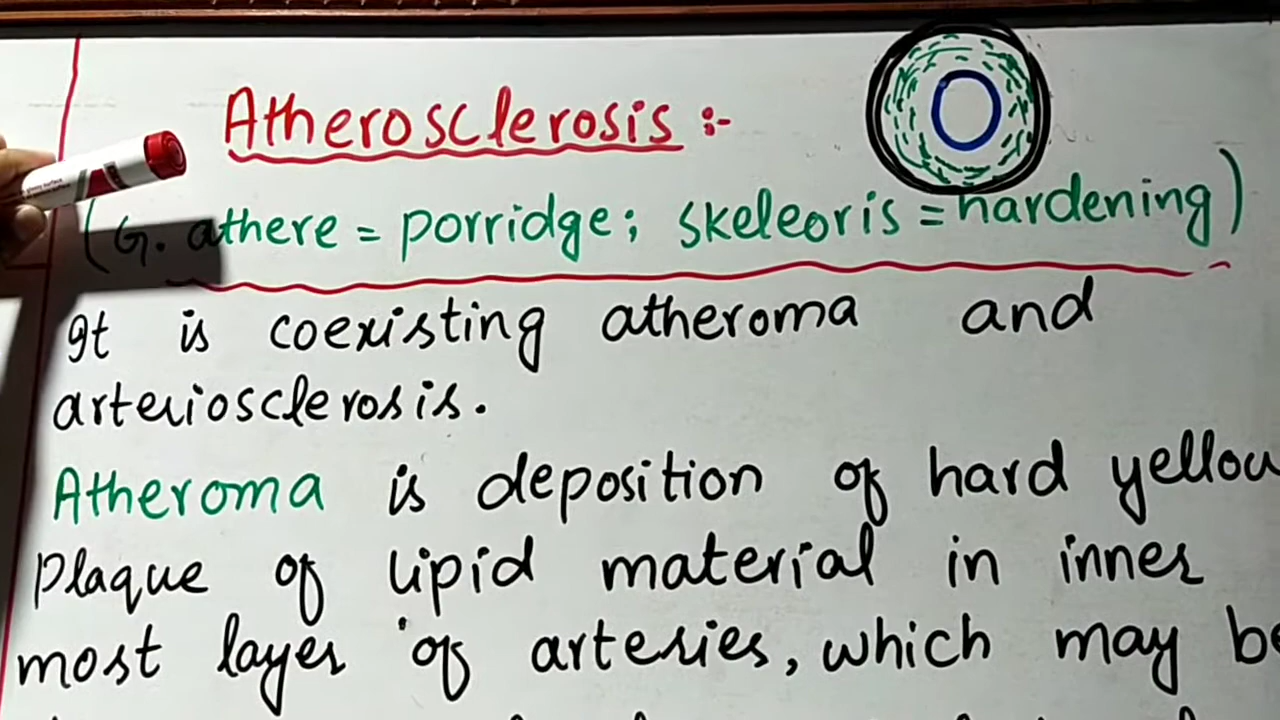 Atherosclerosis :-
(G. athere = porridge; skeleoris = hardening)
It is coexisting atheroma and
arteriosclerosis.
Atheroma is deposition of hard yellow
plaque of lipid material in inner
most layer of arteries, which may be